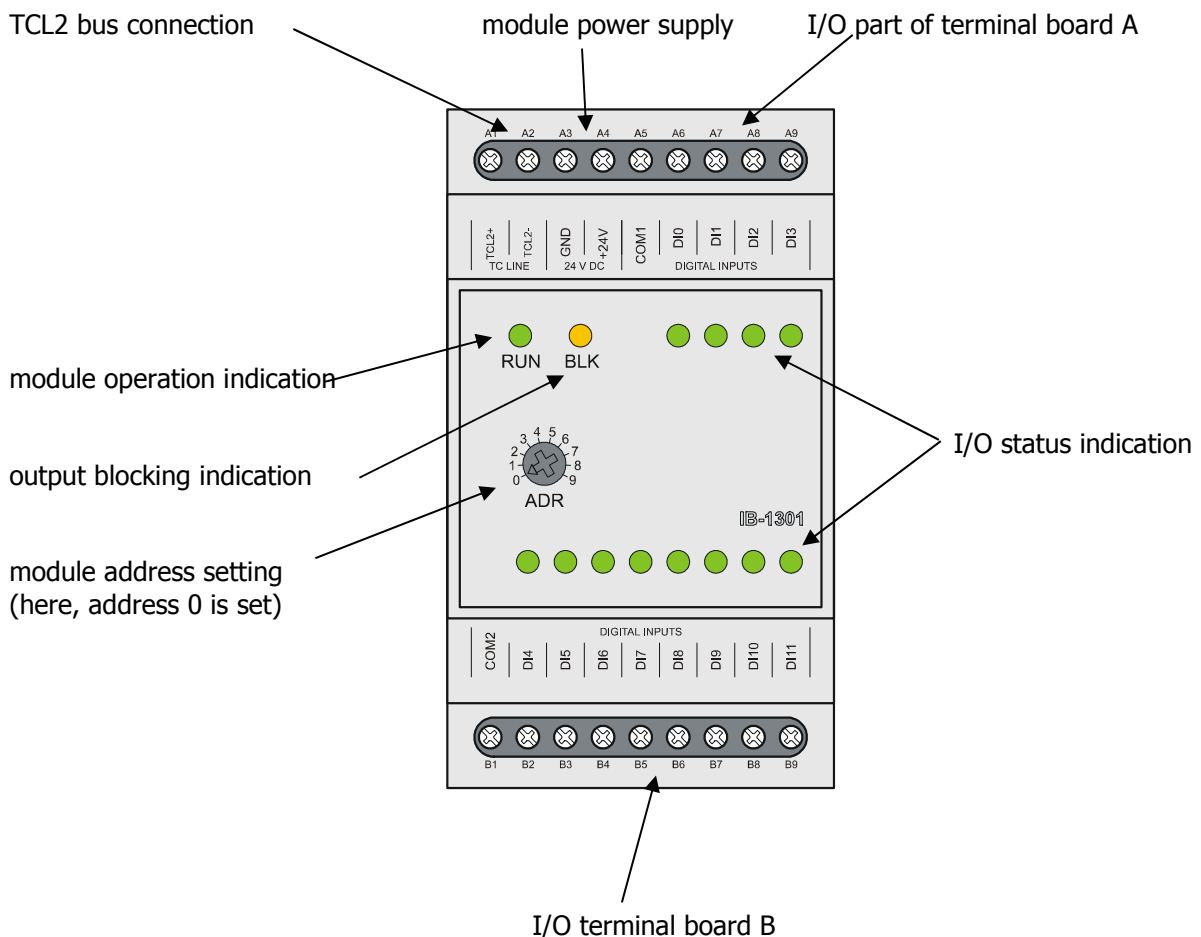 TCL2 bus connection
module power supply
I/O part of terminal board A
A1 A2 A3 A4 A5 A6 A7 A8 A9
TCL2+ TCL2- GND +24V COM1 DI0 DI1 DI2 DI3
TC LINE 24 V DC DIGITAL INPUTS
RUN BLK
module operation indication
I/O status indication
output blocking indication
0 1 2 3 4 5 6 7 8 9
ADR
IB-1301
module address setting
(here, address 0 is set)
DIGITAL INPUTS
COM2 DI4 DI5 DI6 DI7 DI8 DI9 DI10 DI11
B1 B2 B3 B4 B5 B6 B7 B8 B9
I/O terminal board B